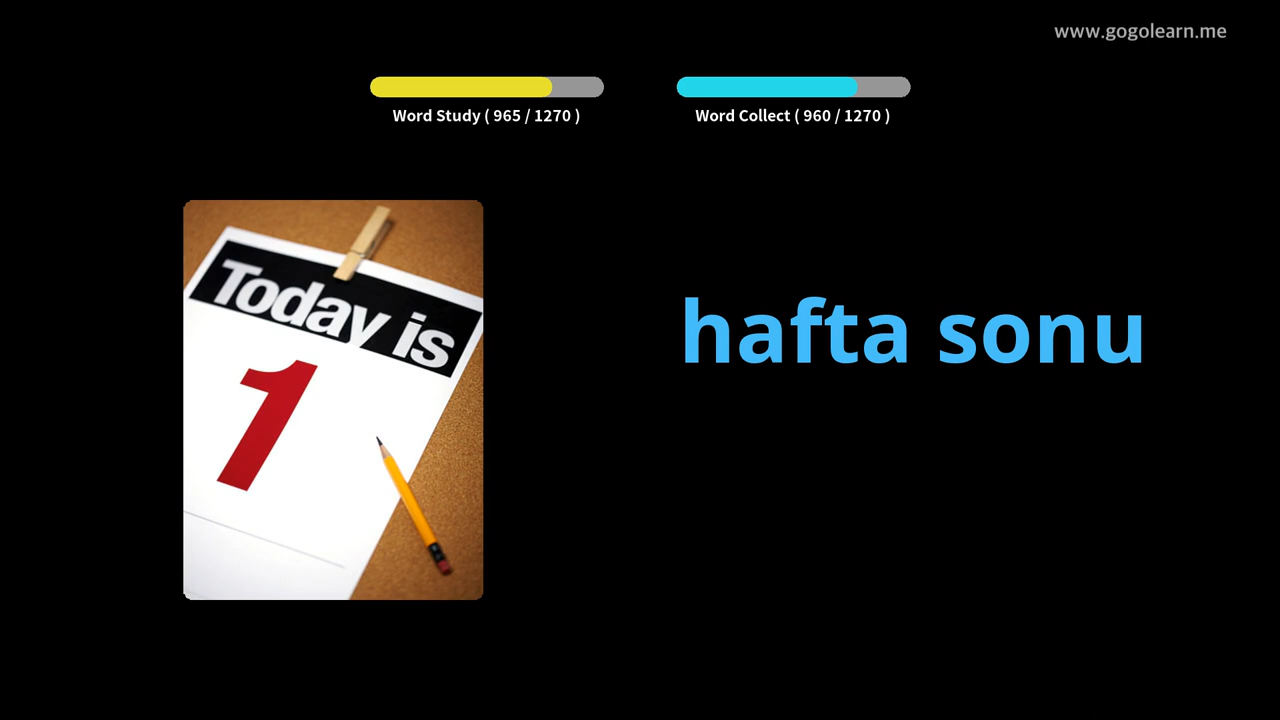 www.gogolearn.me
Word Study ( 965 / 1270 )
Word Collect ( 960 / 1270 )
Today is
1
hafta sonu